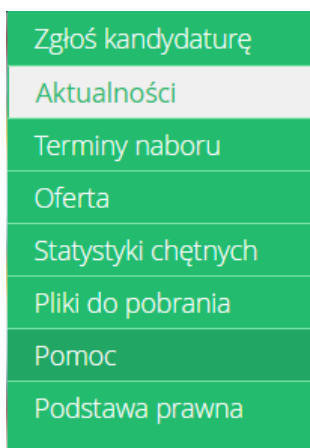 Zgłoś kandydaturę
Aktualności
Terminy naboru
Oferta
Statystyki chętnych
Pliki do pobrania
Pomoc
Podstawa prawna